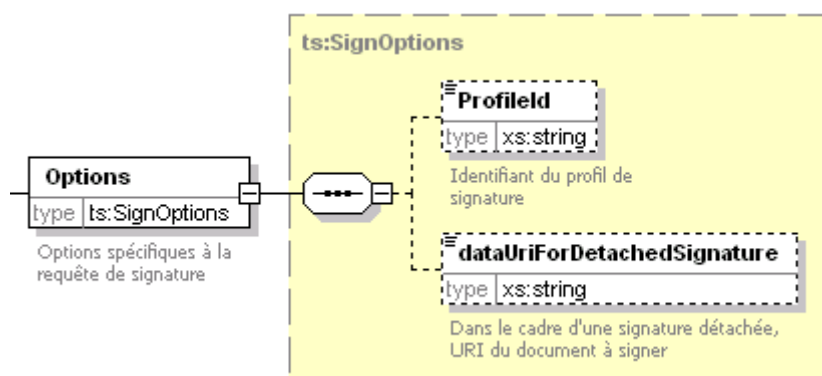 ts:SignOptions
ProfileId
type xs:string
Identifiant du profil de
signature
Options
type ts:SignOptions
Options spécifiques à la
requête de signature
dataUriForDetachedSignature
type xs:string
Dans le cadre d'une signature détachée,
URI du document à signer